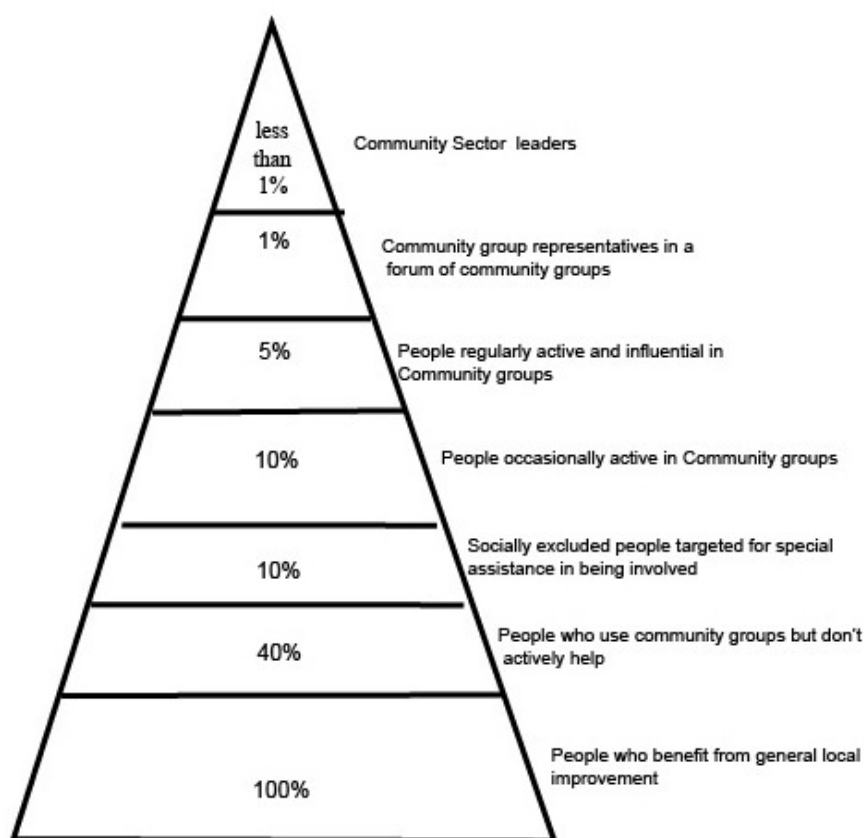 less
than
1%
Community Sector leaders
1%
Community group representatives in a
forum of community groups
5%
People regularly active and influential in
Community groups
10%
People occasionally active in Community groups
10%
Socially excluded people targeted for special
assistance in being involved
40%
People who use community groups but don't
actively help
100%
People who benefit from general local
improvement